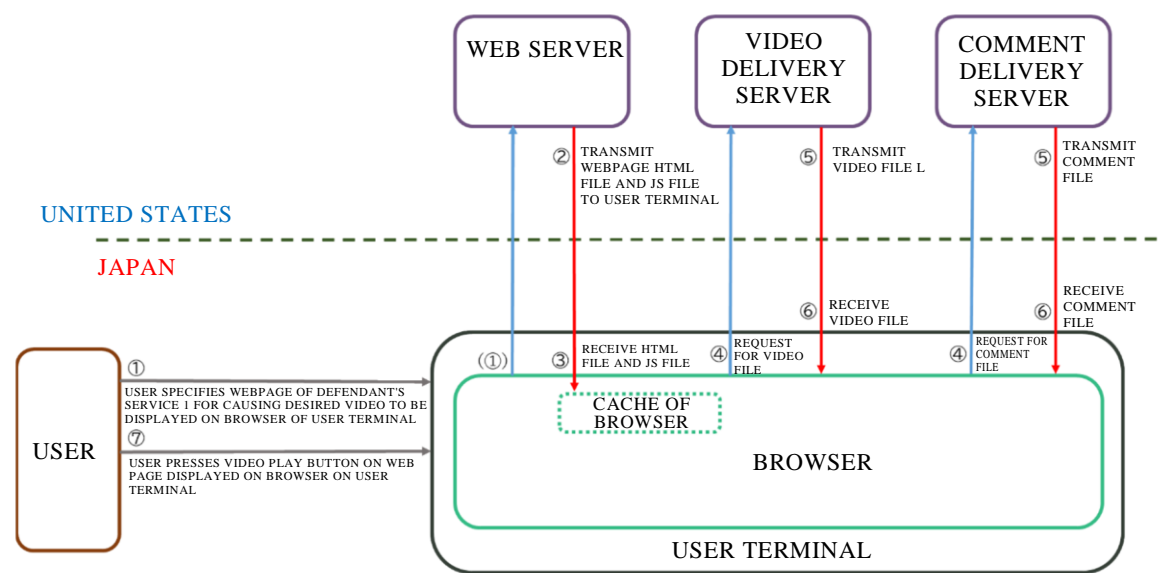 WEB SERVER
VIDEO
DELIVERY
SERVER
COMMENT
DELIVERY
SERVER
② TRANSMIT
WEBPAGE HTML
FILE AND JS FILE
TO USER TERMINAL
⑤ TRANSMIT
VIDEO FILE L
⑤ TRANSMIT
COMMENT
FILE
UNITED STATES
JAPAN
(①)
③ RECEIVE HTML
FILE AND JS FILE
④ REQUEST
FOR VIDEO
FILE
⑥ RECEIVE
VIDEO FILE
④ REQUEST FOR
COMMENT
FILE
⑥ RECEIVE
COMMENT
FILE
USER
①
USER SPECIFIES WEBPAGE OF DEFENDANT'S
SERVICE 1 FOR CAUSING DESIRED VIDEO TO BE
DISPLAYED ON BROWSER OF USER TERMINAL
⑦
USER PRESSES VIDEO PLAY BUTTON ON WEB
PAGE DISPLAYED ON BROWSER ON USER
TERMINAL
CACHE OF
BROWSER
BROWSER
USER TERMINAL